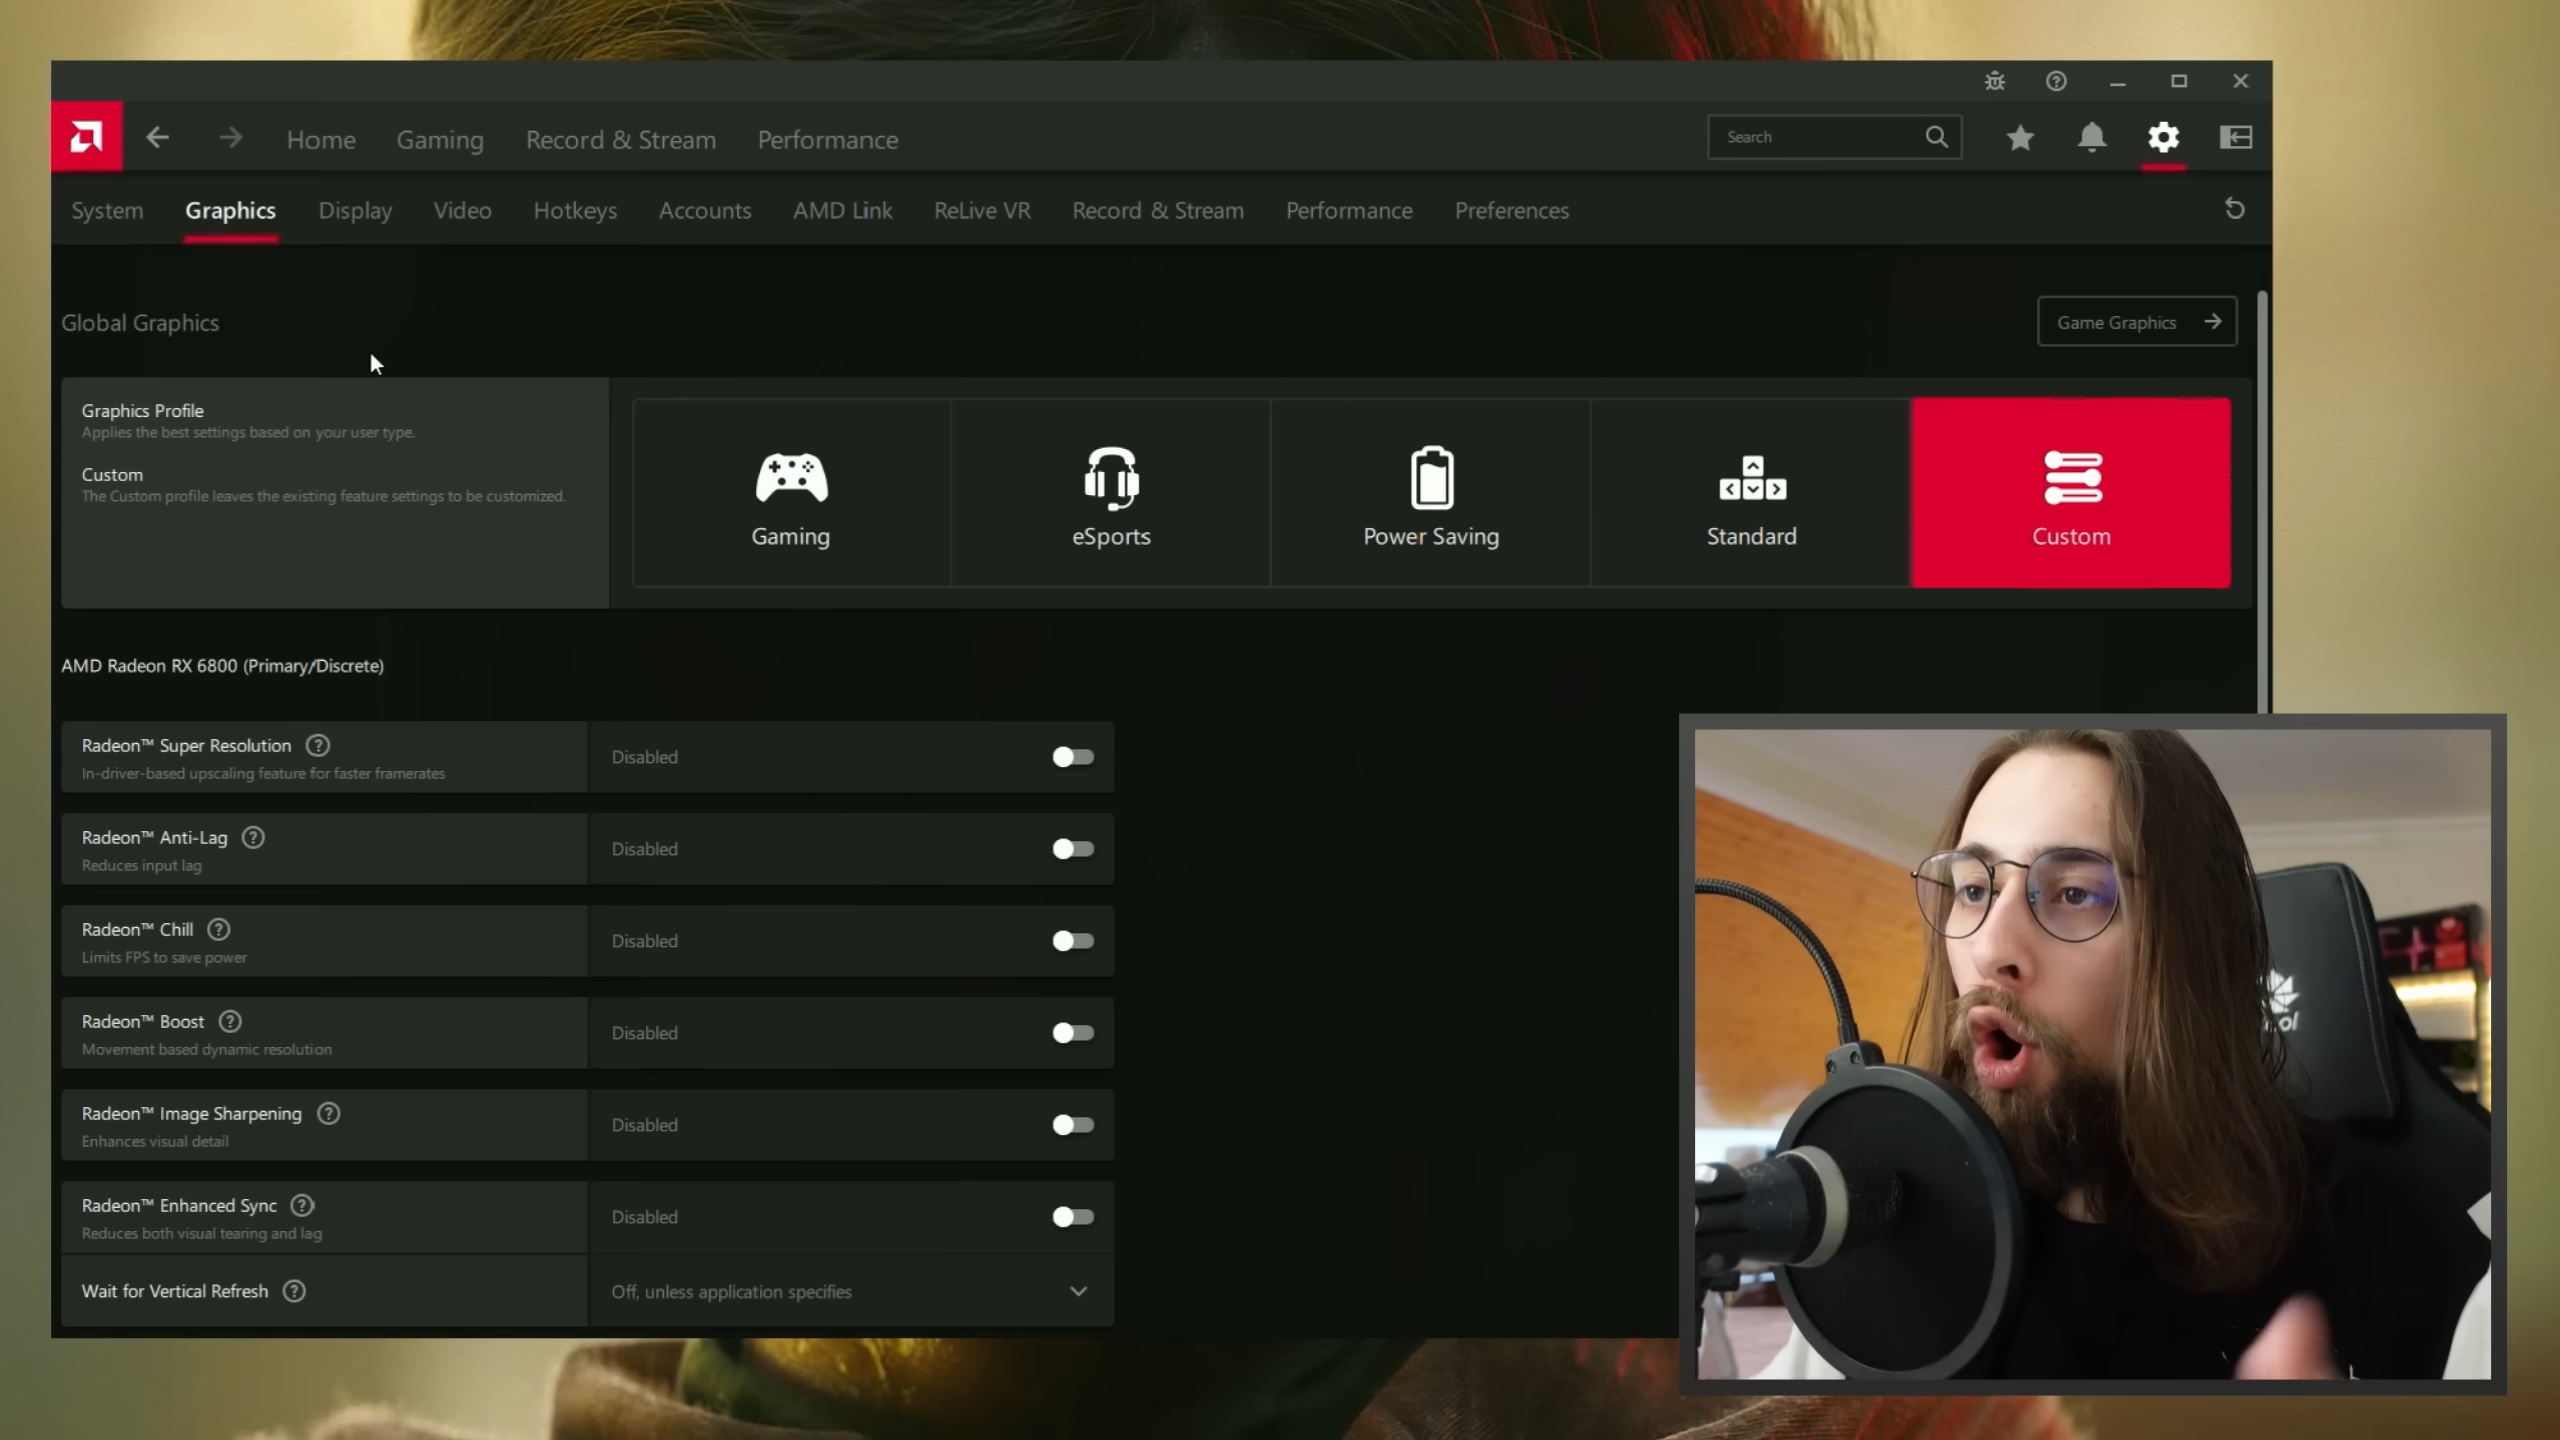 Home Gaming Record & Stream Performance Search
System Graphics Display Video Hotkeys Accounts AMD Link ReLive VR Record & Stream Performance Preferences
Global Graphics
Game Graphics
Graphics Profile
Applies the best settings based on your user type.
Custom
The Custom profile leaves the existing feature settings to be customized.
Gaming eSports Power Saving Standard Custom
AMD Radeon RX 6800 (Primary/Discrete)
Radeon™ Super Resolution
In-driver-based upscaling feature for faster framerates
Disabled
Radeon™ Anti-Lag
Reduces input lag
Disabled
Radeon™ Chill
Limits FPS to save power
Disabled
Radeon™ Boost
Movement based dynamic resolution
Disabled
Radeon™ Image Sharpening
Enhances visual detail
Disabled
Radeon™ Enhanced Sync
Reduces both visual tearing and lag
Disabled
Wait for Vertical Refresh
Off, unless application specifies